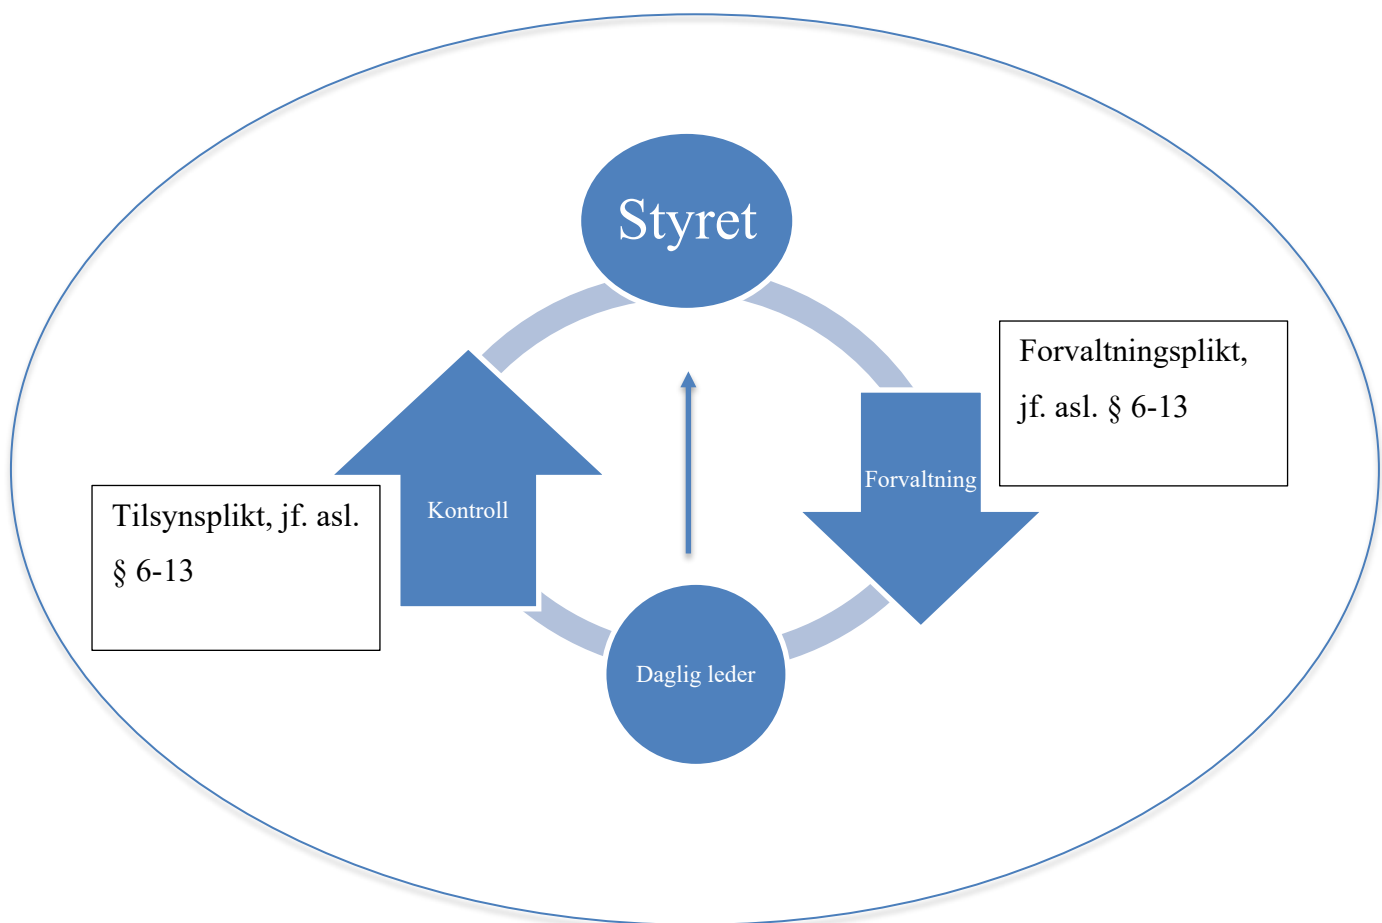 Styret
Forvaltningsplikt,
jf. asl. § 6-13
Forvaltning
Kontroll
Tilsynsplikt, jf. asl.
§ 6-13
Daglig leder